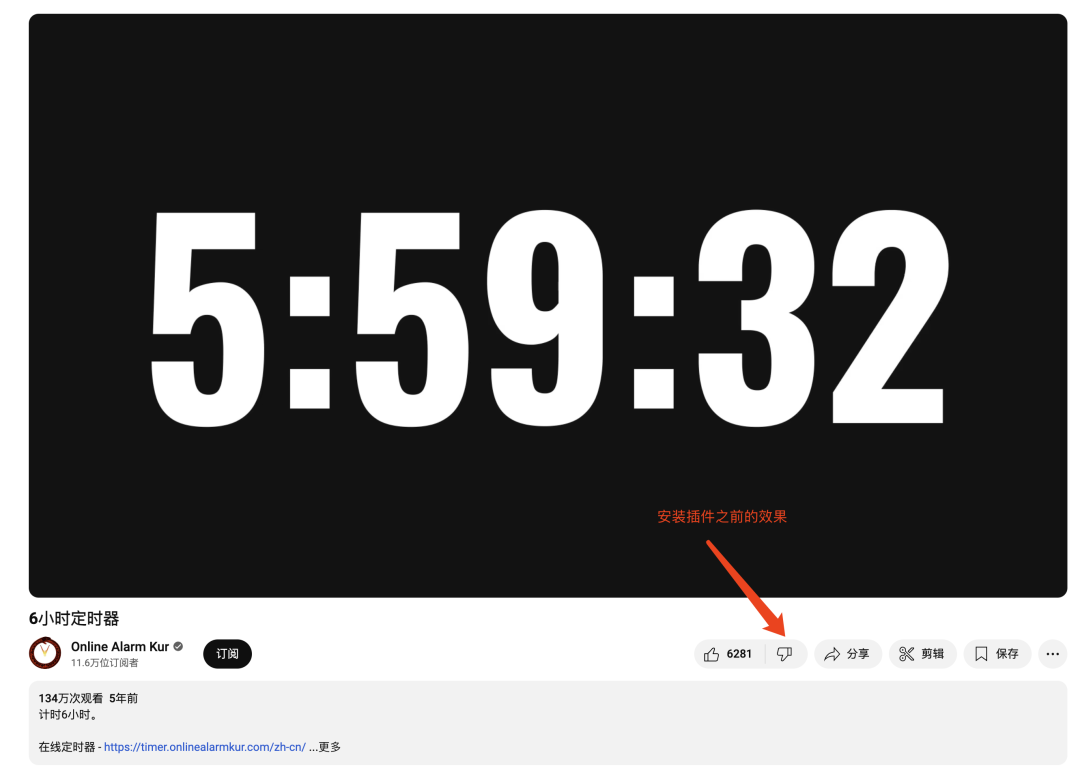 5:59:32
安装插件之前的效果
6小时定时器
Online Alarm Kur
11.6万位订阅者
订阅
6281
分享
剪辑
保存
134万次观看 5年前
计时6小时。
在线定时器 - https://timer.onlinealarmkur.com/zh-cn/ ...更多